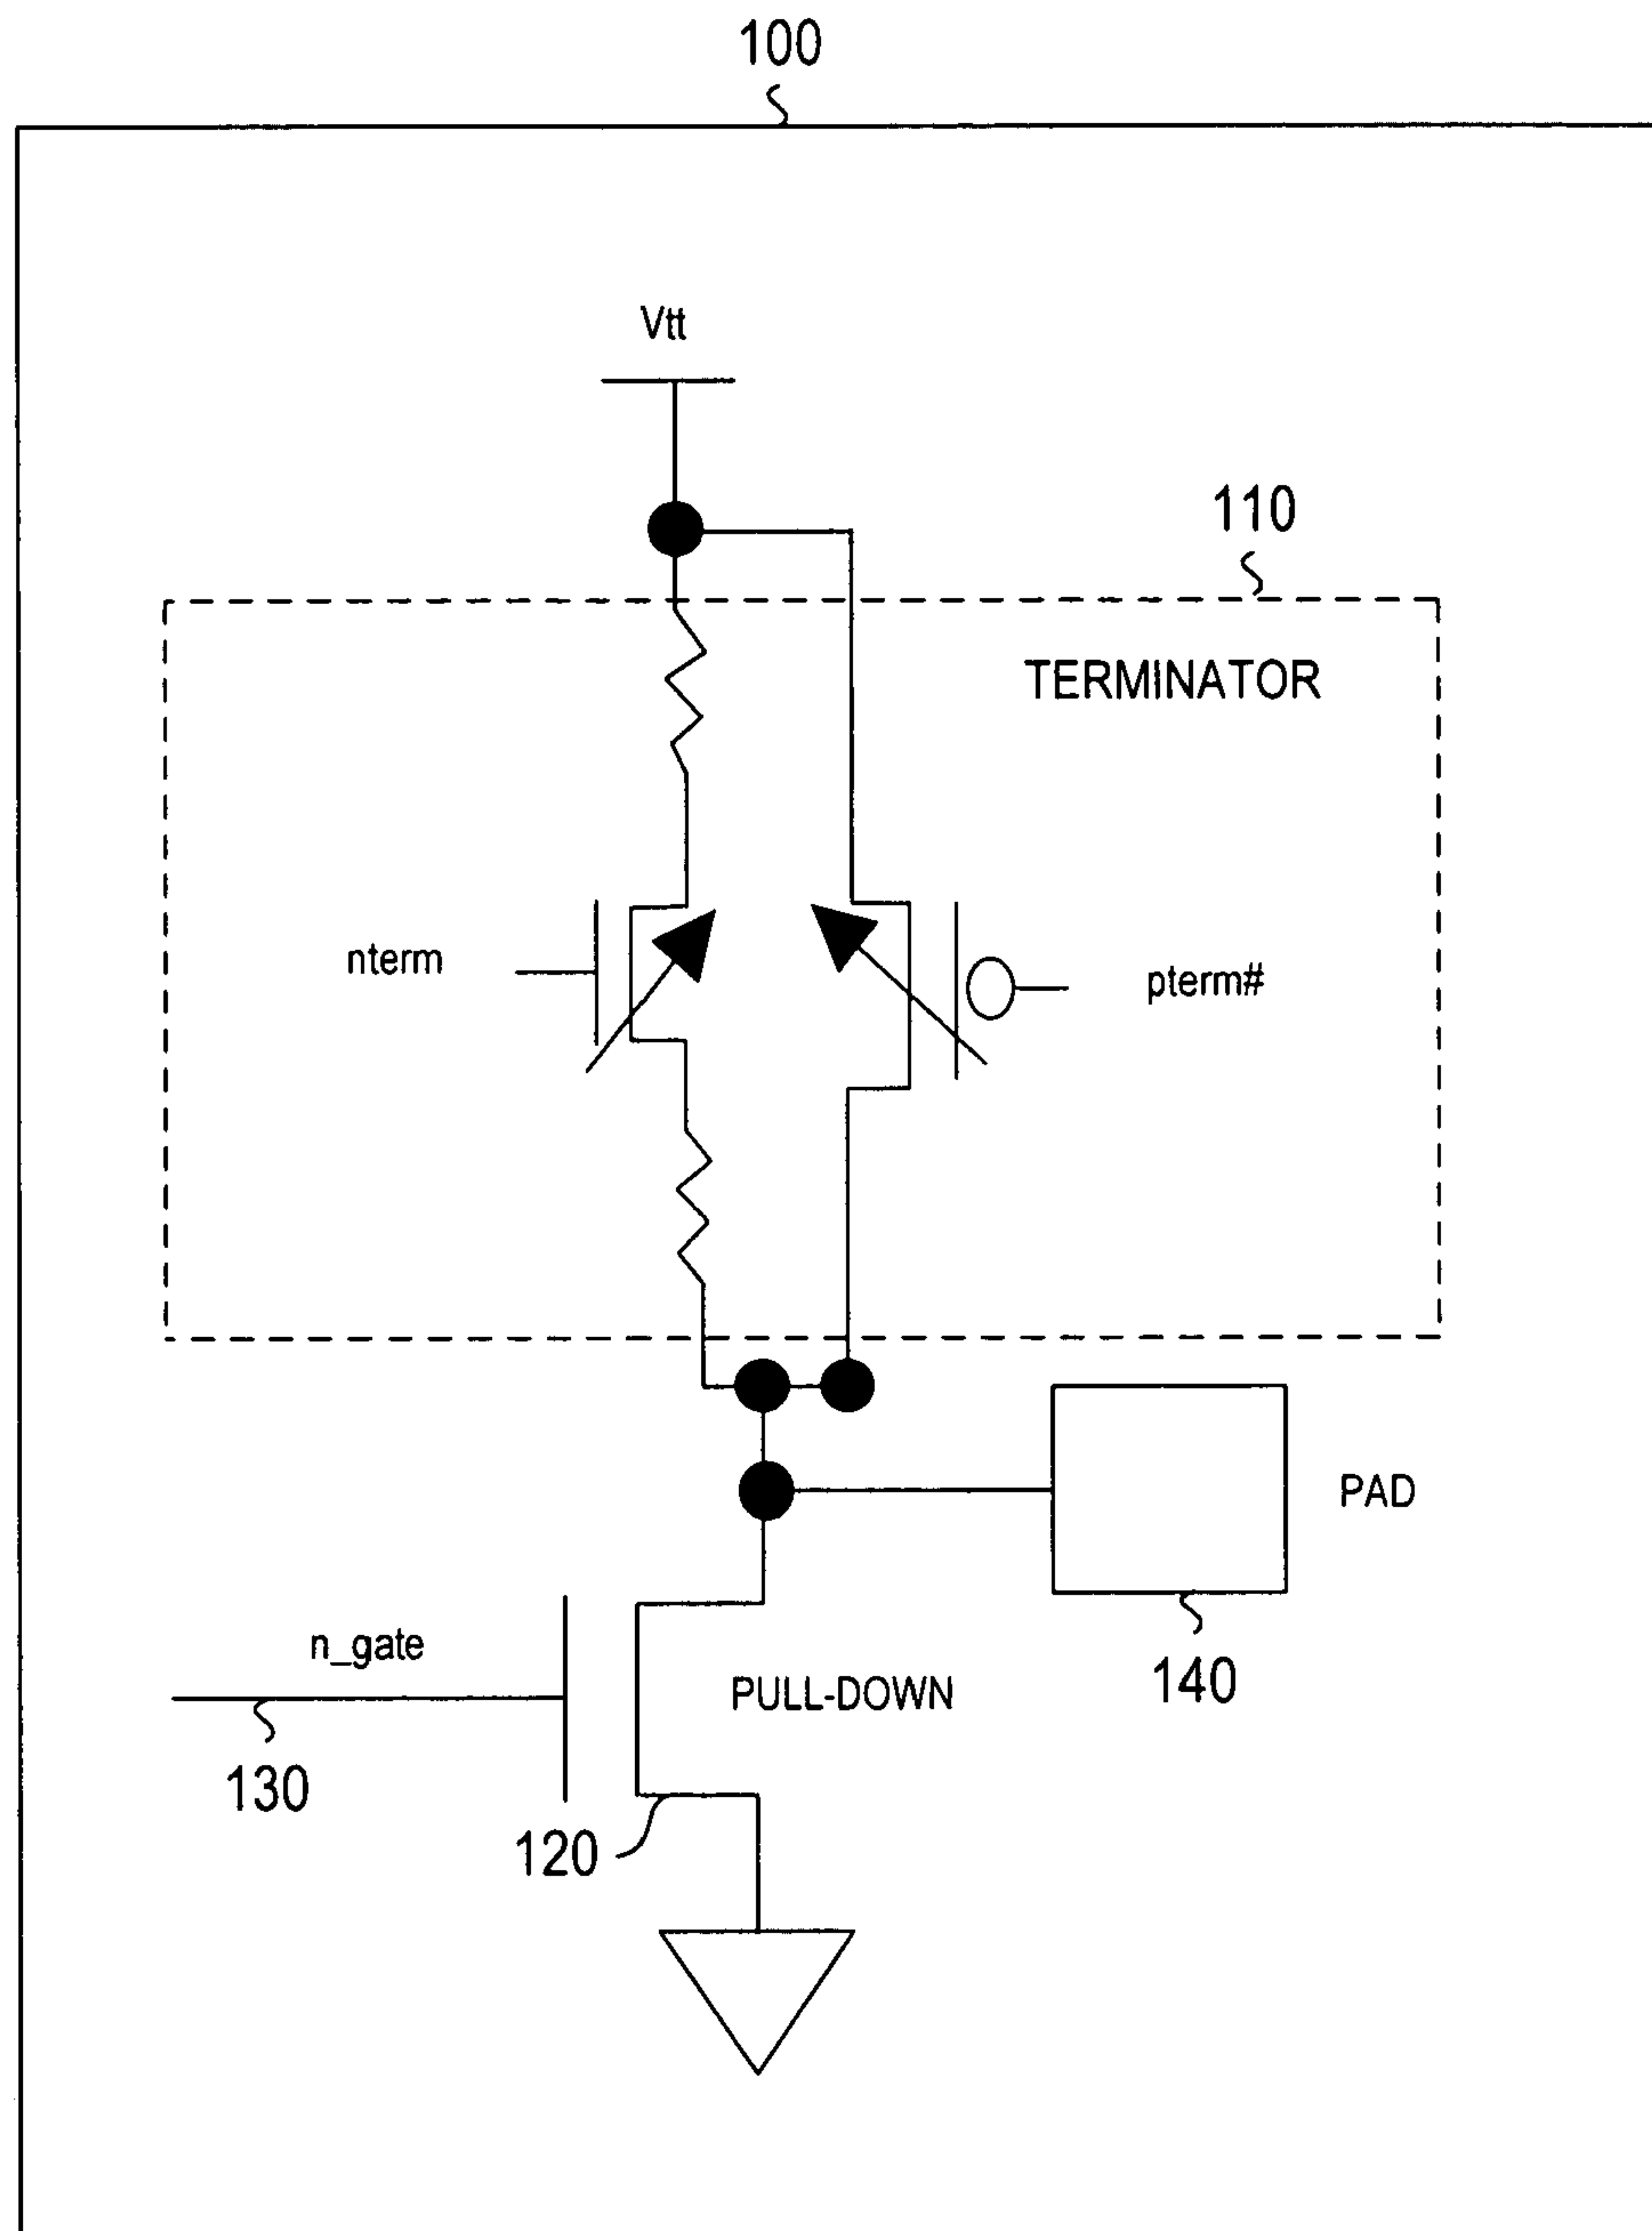 100
Vtt
110
TERMINATOR
nterm
pterm#
PAD
n_gate
PULL-DOWN
140
130
120